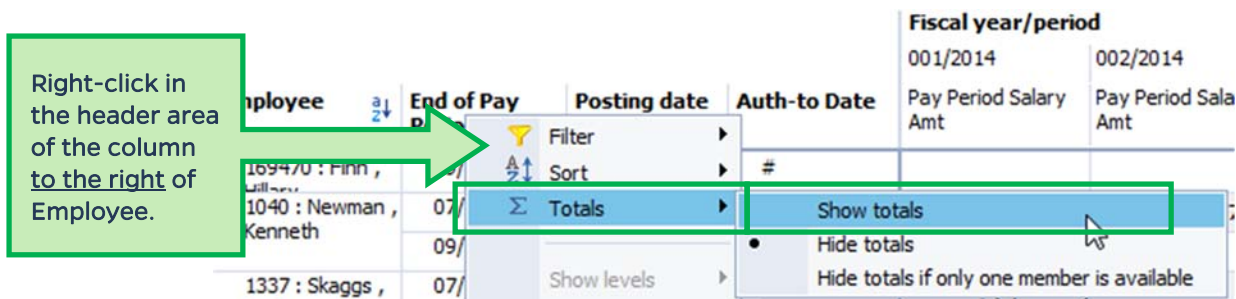 Fiscal year/period
001/2014 002/2014
Employee End of Pay Posting date Auth-to Date Pay Period Salary Amt Pay Period Sala Amt
Right-click in
the header area
of the column
to the right of
Employee.
Filter
Sort
Totals
Show levels
Show totals
Hide totals
Hide totals if only one member is available
169470 : Finn ,
Hillary
#
1040 : Newman , 07/
Kenneth
09/
1337 : Skaggs , 07/